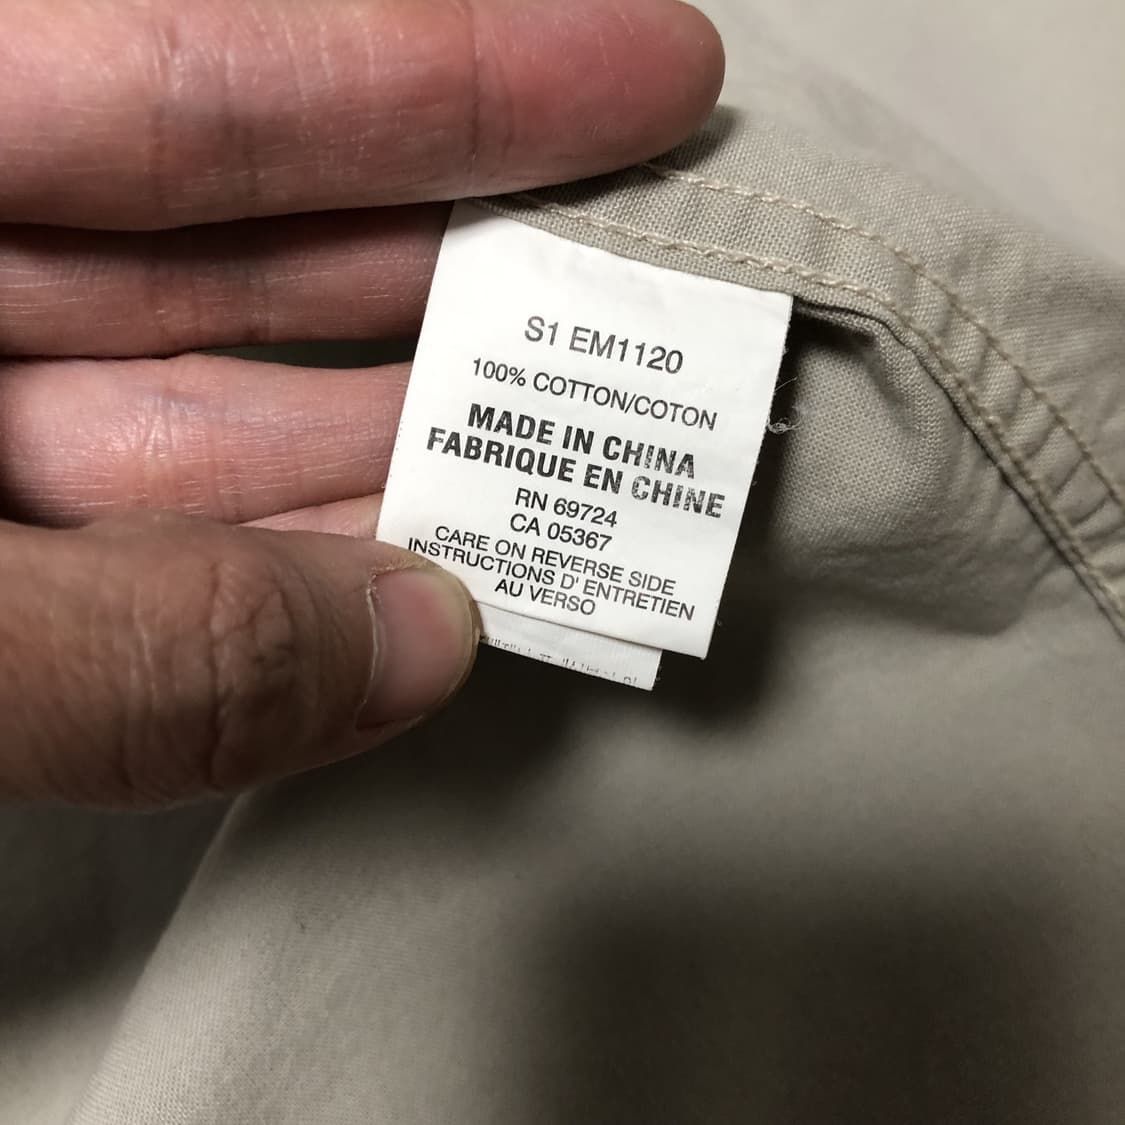 S1 EM1120
100% COTTON/COTON
MADE IN CHINA
FABRIQUE EN CHINE
RN 69724
CA 05367
CARE ON REVERSE SIDE
INSTRUCTIONS D' ENTRETIEN
AU VERSO